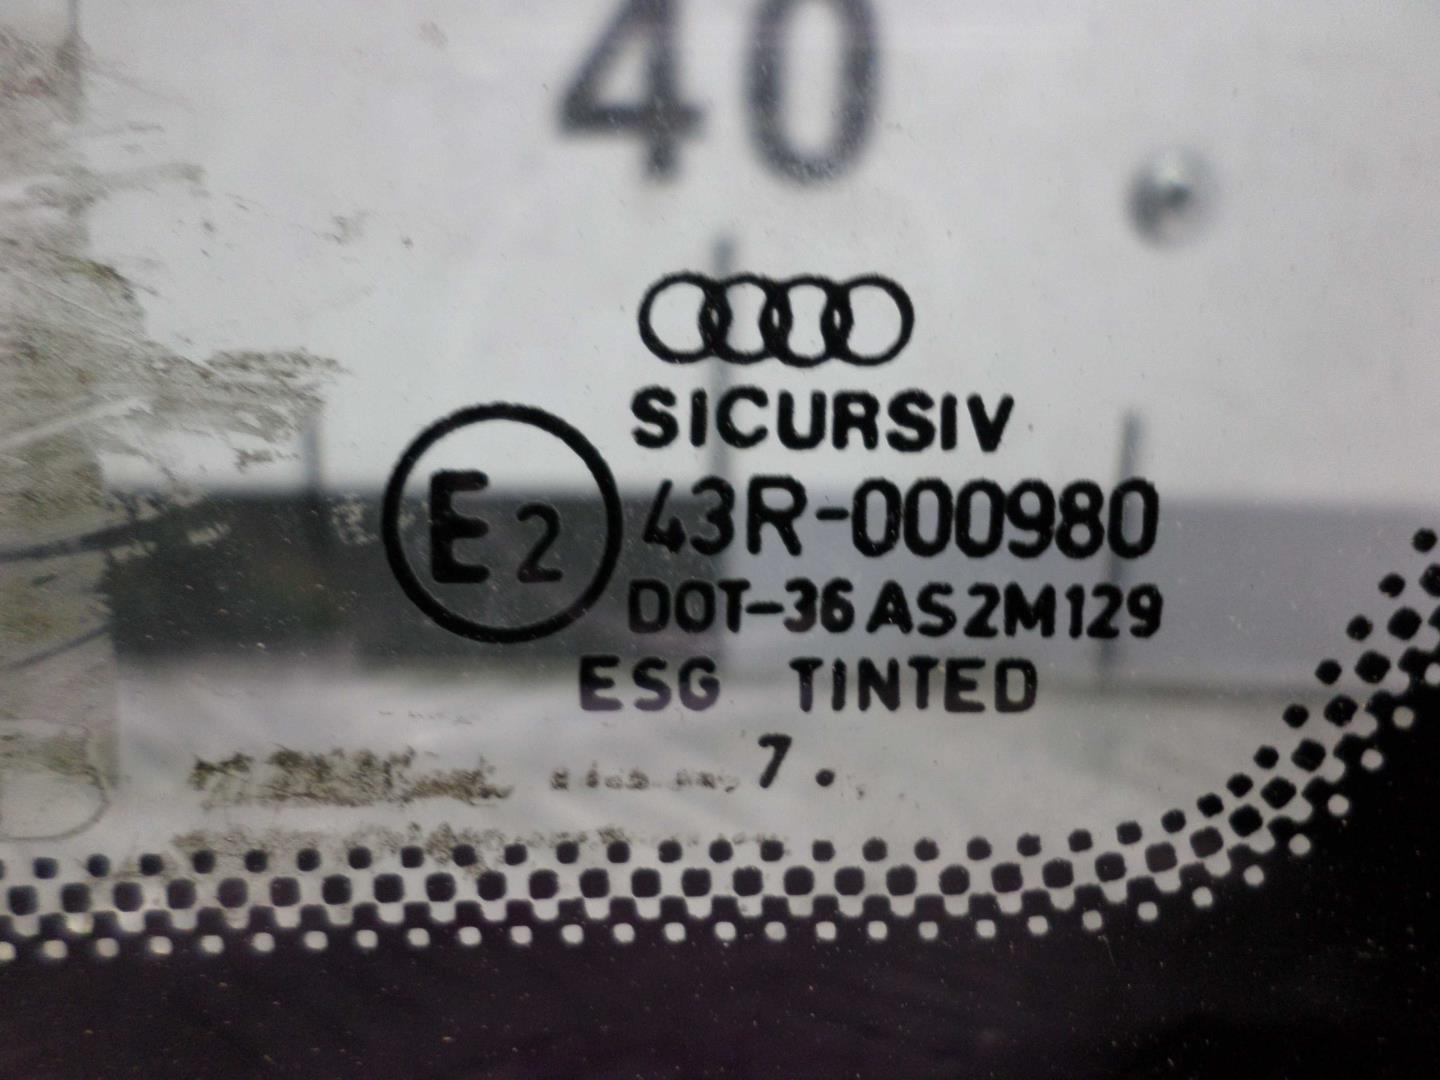 40
SICURSIV
E2
43R-000980
DOT-36 AS2M129
ESG TINTED
7.